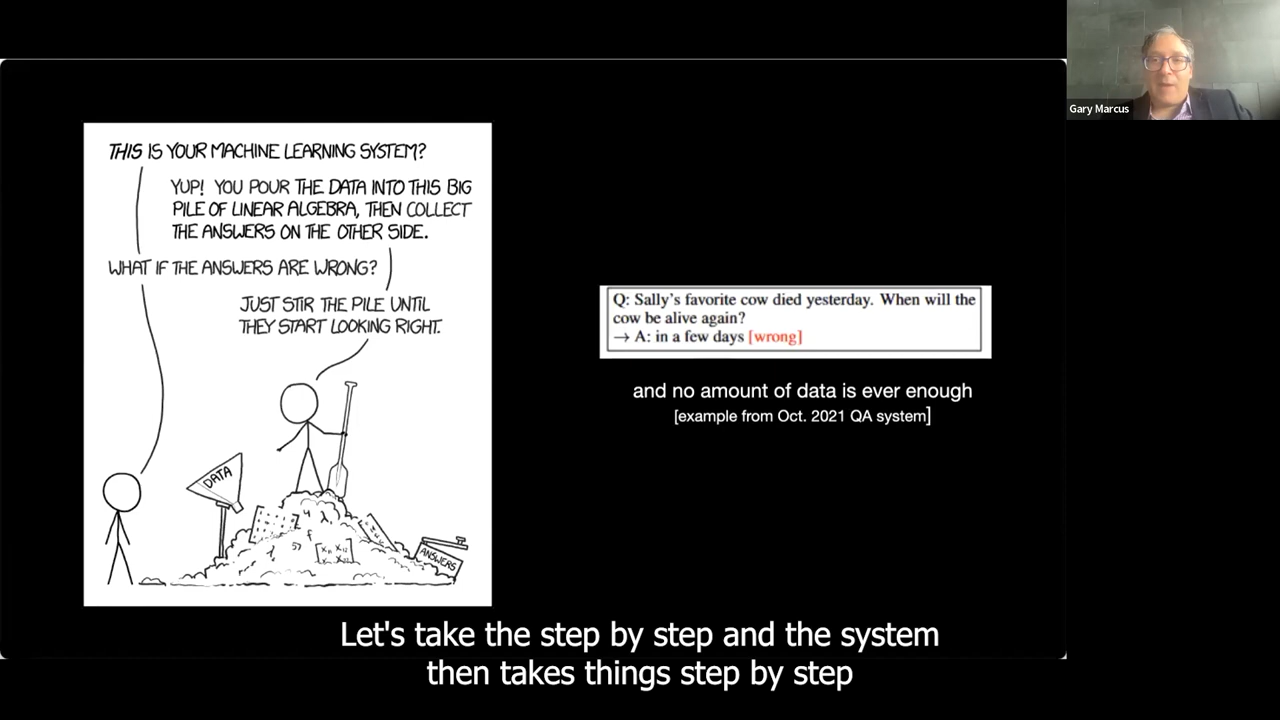 Gary Marcus
THIS IS YOUR MACHINE LEARNING SYSTEM?
YUP! YOU POUR THE DATA INTO THIS BIG
PILE OF LINEAR ALGEBRA, THEN COLLECT
THE ANSWERS ON THE OTHER SIDE.
WHAT IF THE ANSWERS ARE WRONG?
JUST STIR THE PILE UNTIL
THEY START LOOKING RIGHT.
DATA
ANSWERS
Q: Sally's favorite cow died yesterday. When will the
cow be alive again?
→ A: in a few days [wrong]
and no amount of data is ever enough
[example from Oct. 2021 QA system]
Let's take the step by step and the system
then takes things step by step